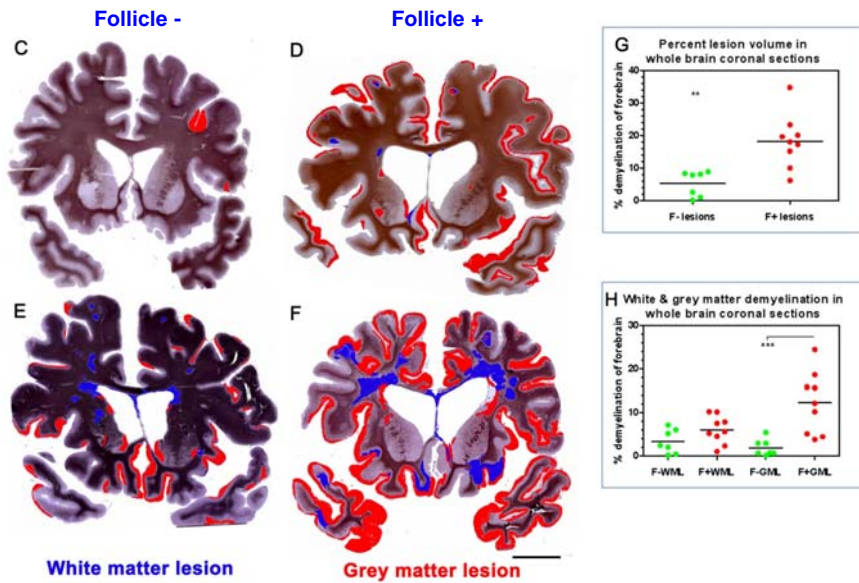 Follicle -
Follicle +
C
D
E
F
White matter lesion
Grey matter lesion
G
Percent lesion volume in
whole brain coronal sections
% demyelination of forebrain
40
30
20
10
0
**
F- lesions
F+ lesions
H
White & grey matter demyelination in
whole brain coronal sections
% demyelination of forebrain
30
20
10
0
***
F-WML
F+WML
F-GML
F+GML